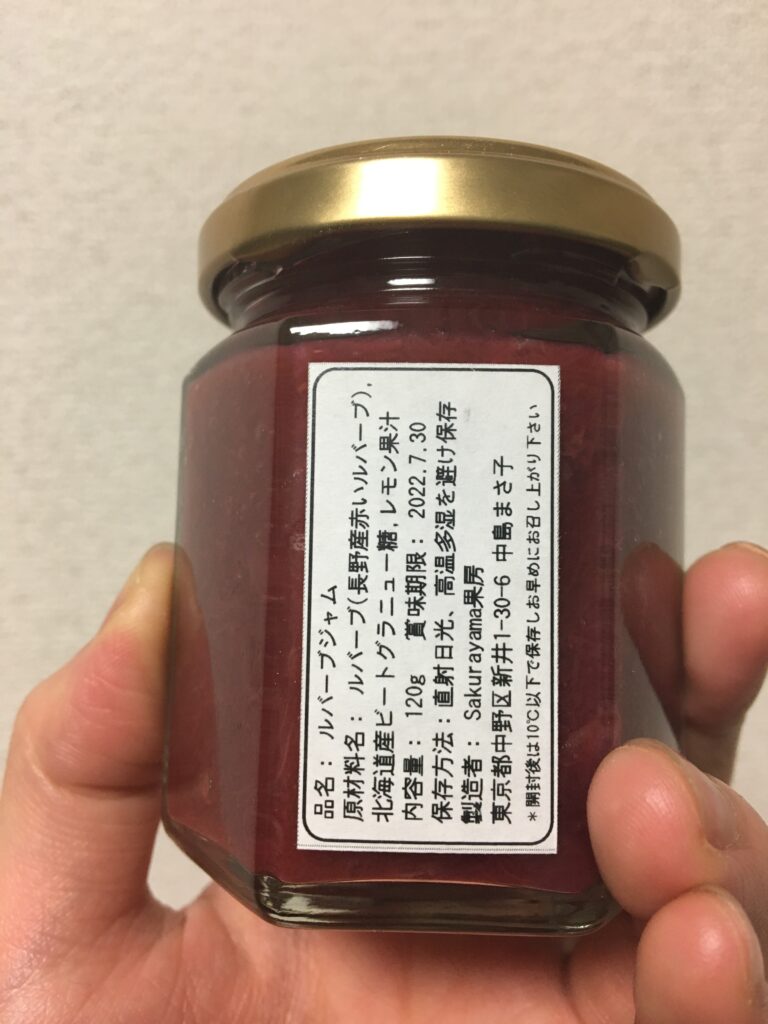 品名： ルバーブジャム
原材料名： ルバーブ(長野産赤いルバーブ),
北海道産ビートグラニュー糖,レモン果汁
内容量： 120g 賞味期限： 2022.7.30
保存方法：直射日光、高温多湿を避け保存
製造者： Sakurayama果房
東京都中野区新井1-30-6 中島まさ子
＊開封後は10℃以下で保存しお早めにお召し上がり下さい